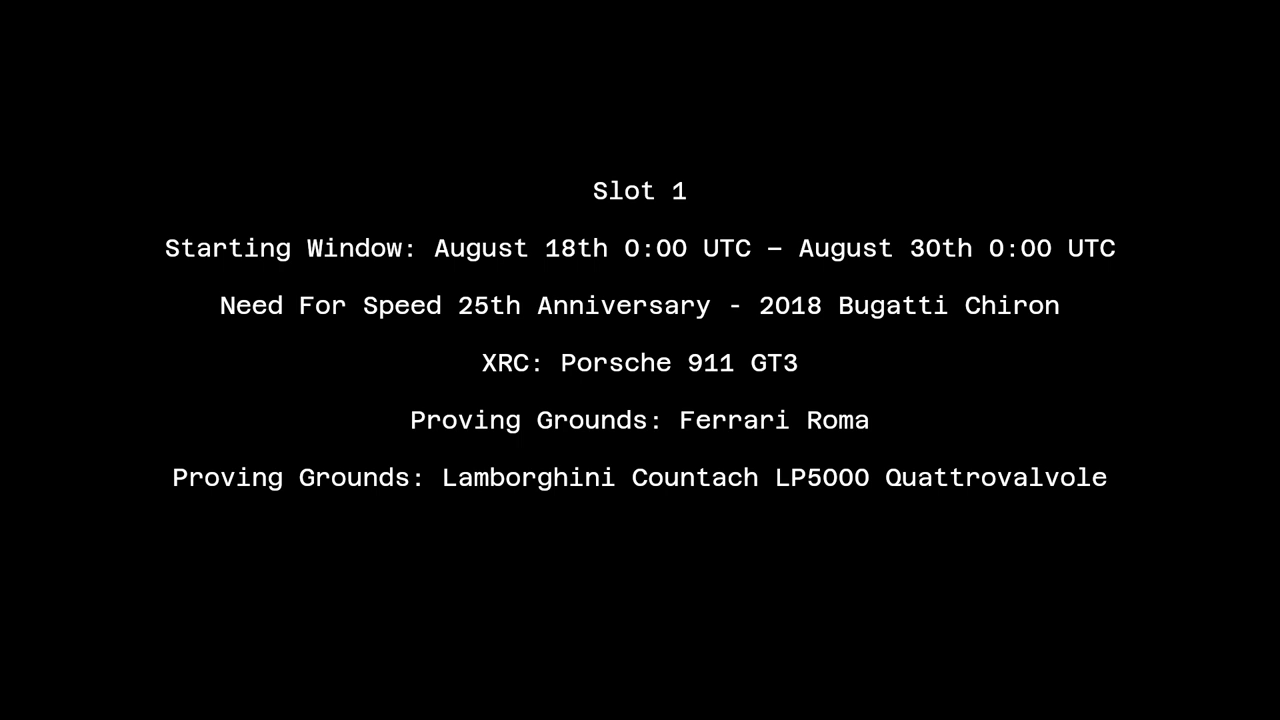 Slot 1
Starting Window: August 18th 0:00 UTC – August 30th 0:00 UTC
Need For Speed 25th Anniversary - 2018 Bugatti Chiron
XRC: Porsche 911 GT3
Proving Grounds: Ferrari Roma
Proving Grounds: Lamborghini Countach LP5000 Quattrovalvole